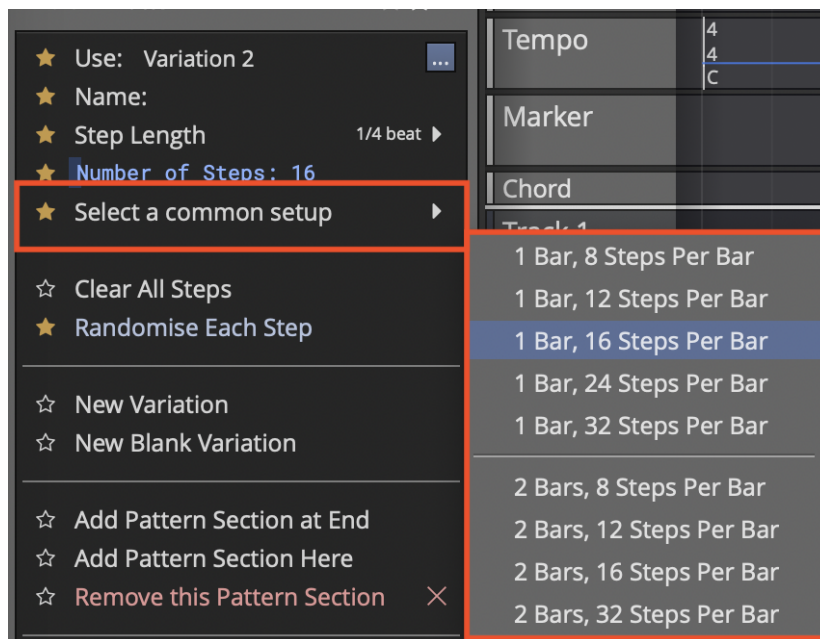 Use: Variation 2 ...
Name:
Step Length 1/4 beat
Number of Steps: 16
Select a common setup
Clear All Steps
Randomise Each Step
New Variation
New Blank Variation
Add Pattern Section at End
Add Pattern Section Here
Remove this Pattern Section
Tempo
4
4
C
Marker
Chord
Track 1
1 Bar, 8 Steps Per Bar
1 Bar, 12 Steps Per Bar
1 Bar, 16 Steps Per Bar
1 Bar, 24 Steps Per Bar
1 Bar, 32 Steps Per Bar
2 Bars, 8 Steps Per Bar
2 Bars, 12 Steps Per Bar
2 Bars, 16 Steps Per Bar
2 Bars, 32 Steps Per Bar